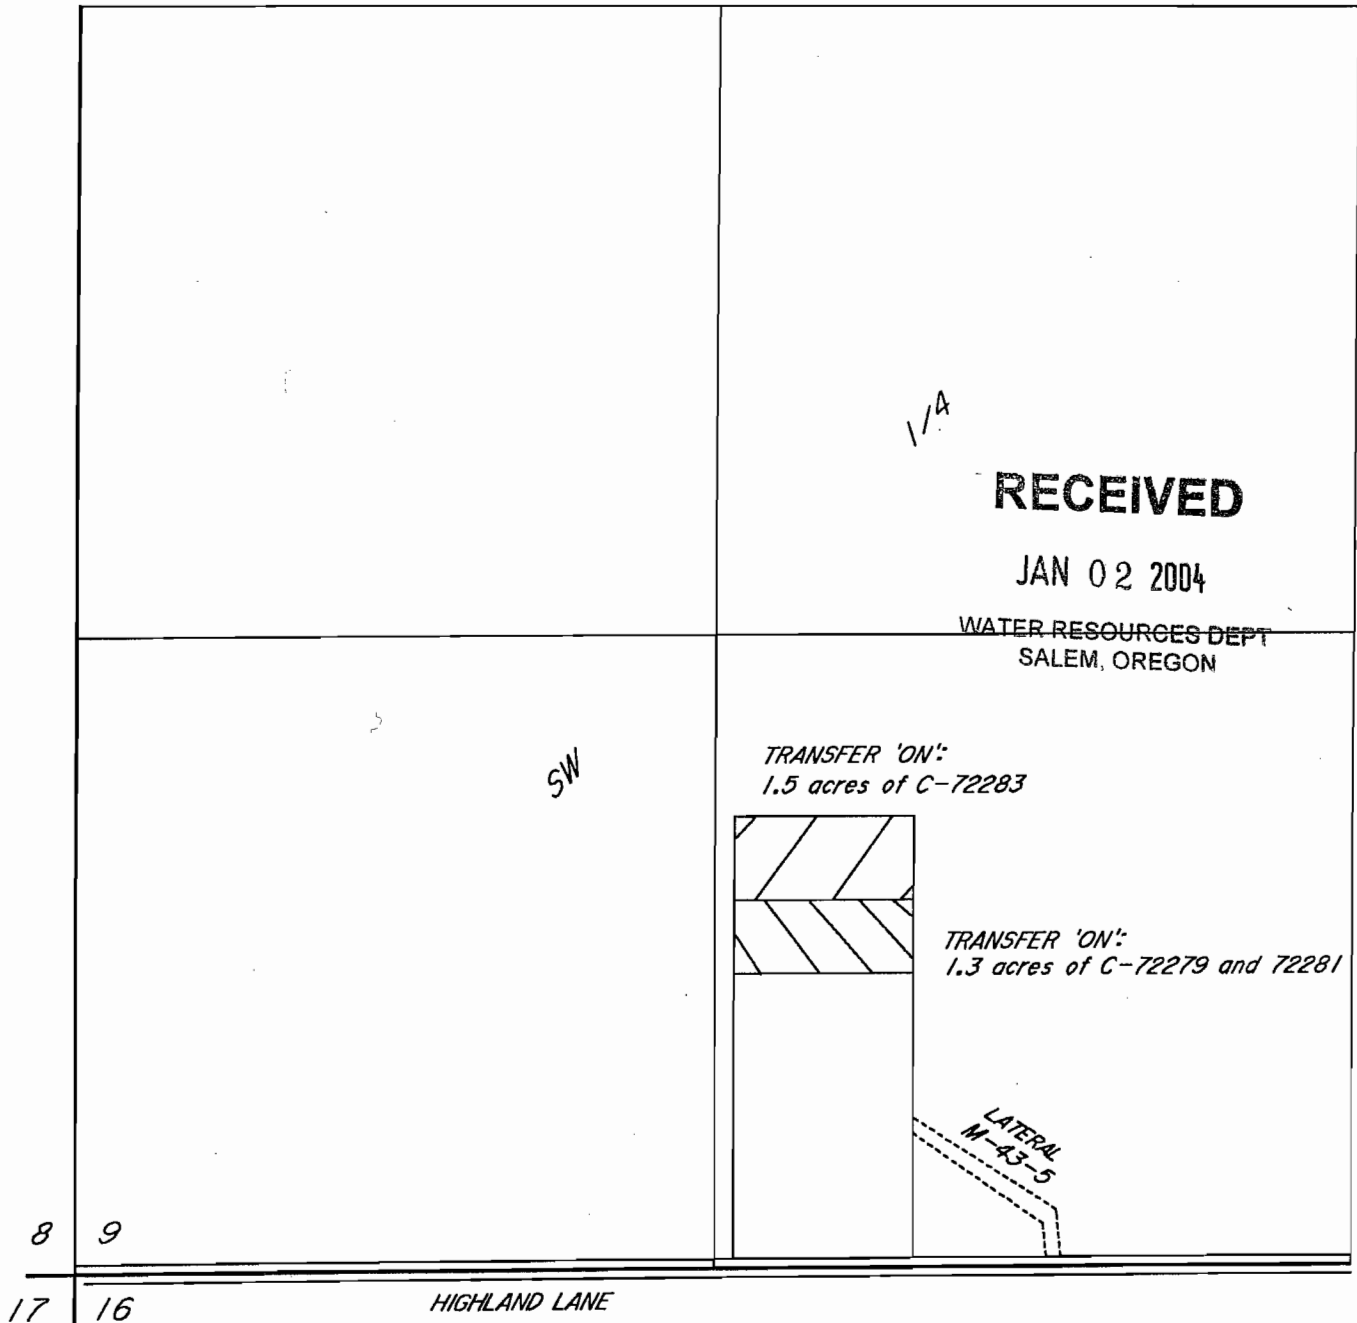 1/4
RECEIVED
JAN 02 2004
WATER RESOURCES DEPT
SALEM, OREGON
SW
TRANSFER 'ON':
1.5 acres of C-72283
TRANSFER 'ON':
1.3 acres of C-72279 and 72281
LATERAL
M-43-5
8 9
17 16
HIGHLAND LANE